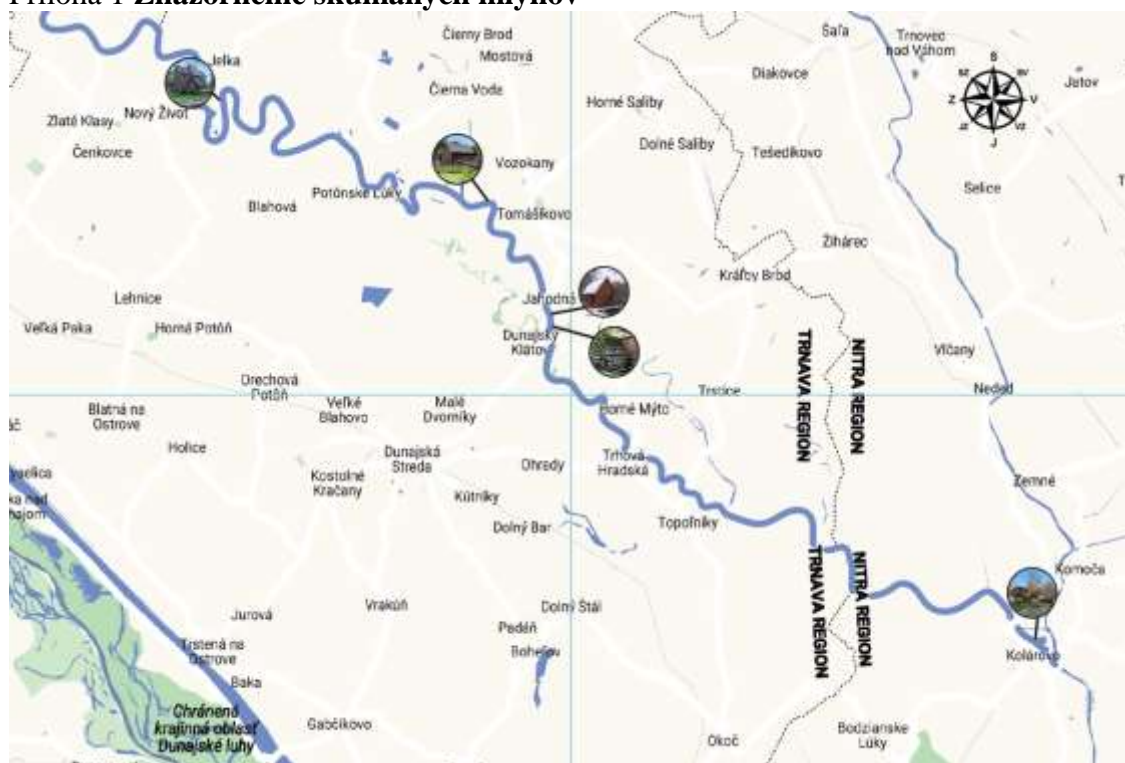 Príloha 1 Znázornenie skúmaných mlynov
Čierny Brod
Mostová
Šaľa
Trnovec
nad Váhom
Jelka
Diakovce
Jatov
S
SV
V
J
JZ
Z
SZ
Čierna Voda
Horné Saliby
Zlaté Klasy
Nový Život
Čenkovce
Dolné Saliby
Tešedíkovo
Vozokany
Selice
Potônske Lúky
Blahová
Tomášikovo
Žihárec
Kráľov Brod
Lehnice
Jahodná
Veľká Paka
Horná Potôň
Dunajský
Klátov
TRNAVA REGION
NITRA REGION
Vlčany
Orechová
Potôň
Trstice
Neded
Blatná na
Ostrove
Veľké
Blahovo
Malé
Dvorníky
Horné Mýto
Holice
Dunajská
Streda
Ohrady
Trhová
Hradská
Kostolné
Kračany
Kútniky
Zemné
Dolný Bar
Topoľníky
TRNAVA REGION
NITRA REGION
Komoča
Jurová
Vrakúň
Dolný Štál
Padáň
Trstená na
Ostrove
Boheľov
Kolárovo
Baka
Chránená
krajinná oblasť
Dunajské luhy
Gabčíkovo
Okoč
Bodzianske
Lúky